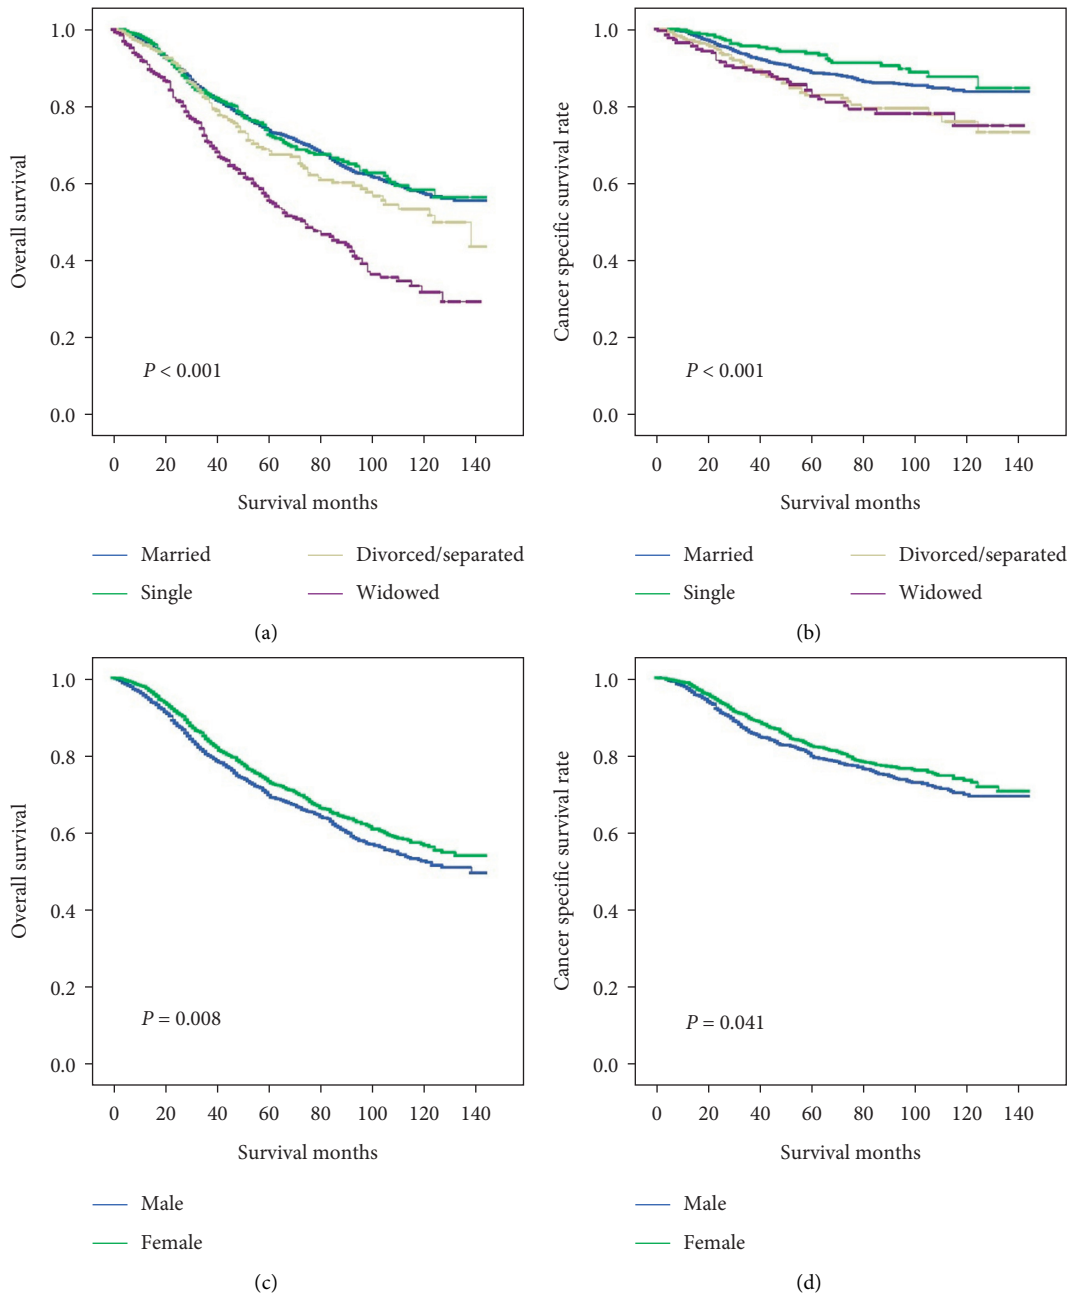 1.0
0.8
0.6
0.4
0.2
0.0
Overall survival
P < 0.001
0 20 40 60 80 100 120 140
Survival months
Married
Divorced/separated
Single
Widowed
(a)
1.0
0.8
0.6
0.4
0.2
0.0
Cancer specific survival rate
P < 0.001
0 20 40 60 80 100 120 140
Survival months
Married
Divorced/separated
Single
Widowed
(b)
1.0
0.8
0.6
0.4
0.2
0.0
Overall survival
P = 0.008
0 20 40 60 80 100 120 140
Survival months
Male
Female
(c)
1.0
0.8
0.6
0.4
0.2
0.0
Cancer specific survival rate
P = 0.041
0 20 40 60 80 100 120 140
Survival months
Male
Female
(d)